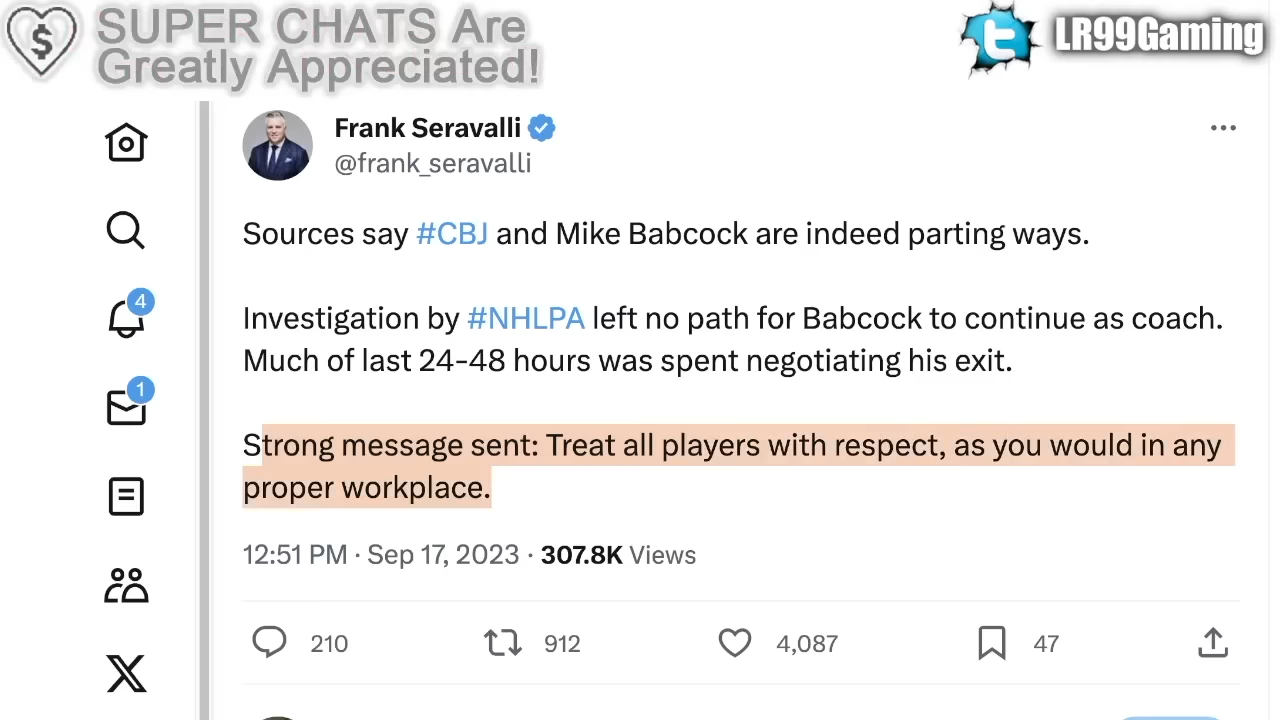 SUPER CHATS Are
Greatly Appreciated!
LR99Gaming
Frank Seravalli
@frank_seravalli
Sources say #CBJ and Mike Babcock are indeed parting ways.
4
Investigation by #NHLPA left no path for Babcock to continue as coach.
Much of last 24-48 hours was spent negotiating his exit.
1
Strong message sent: Treat all players with respect, as you would in any
proper workplace.
12:51 PM · Sep 17, 2023 · 307.8K Views
210 912 4,087 47